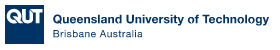 QUT
Queensland University of Technology
Brisbane Australia